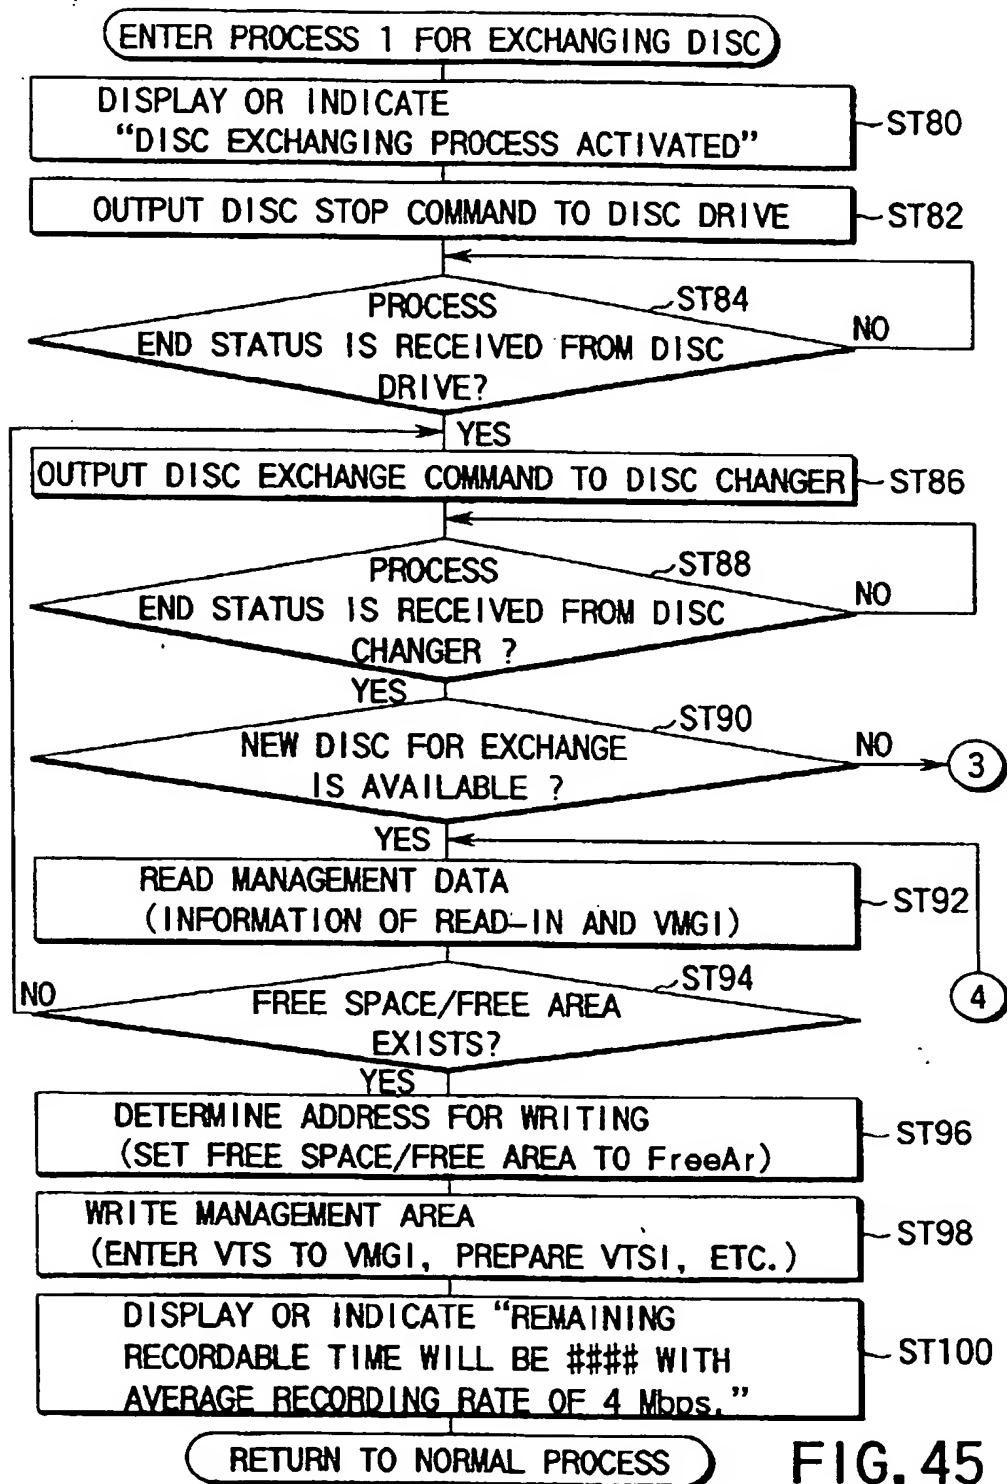 ENTER PROCESS 1 FOR EXCHANGING DISC
DISPLAY OR INDICATE
"DISC EXCHANGING PROCESS ACTIVATED"
ST80
OUTPUT DISC STOP COMMAND TO DISC DRIVE
ST82
ST84
PROCESS
END STATUS IS RECEIVED FROM DISC
DRIVE?
NO
YES
OUTPUT DISC EXCHANGE COMMAND TO DISC CHANGER
ST86
ST88
PROCESS
END STATUS IS RECEIVED FROM DISC
CHANGER ?
NO
YES
ST90
NEW DISC FOR EXCHANGE
IS AVAILABLE ?
NO
3
YES
READ MANAGEMENT DATA
(INFORMATION OF READ-IN AND VMGI)
ST92
ST94
NO
FREE SPACE/FREE AREA
EXISTS?
4
YES
DETERMINE ADDRESS FOR WRITING
(SET FREE SPACE/FREE AREA TO FreeAr)
ST96
WRITE MANAGEMENT AREA
(ENTER VTS TO VMGI, PREPARE VTSI, ETC.)
ST98
DISPLAY OR INDICATE "REMAINING
RECORDABLE TIME WILL BE #### WITH
AVERAGE RECORDING RATE OF 4 Mbps."
ST100
RETURN TO NORMAL PROCESS
FIG. 45